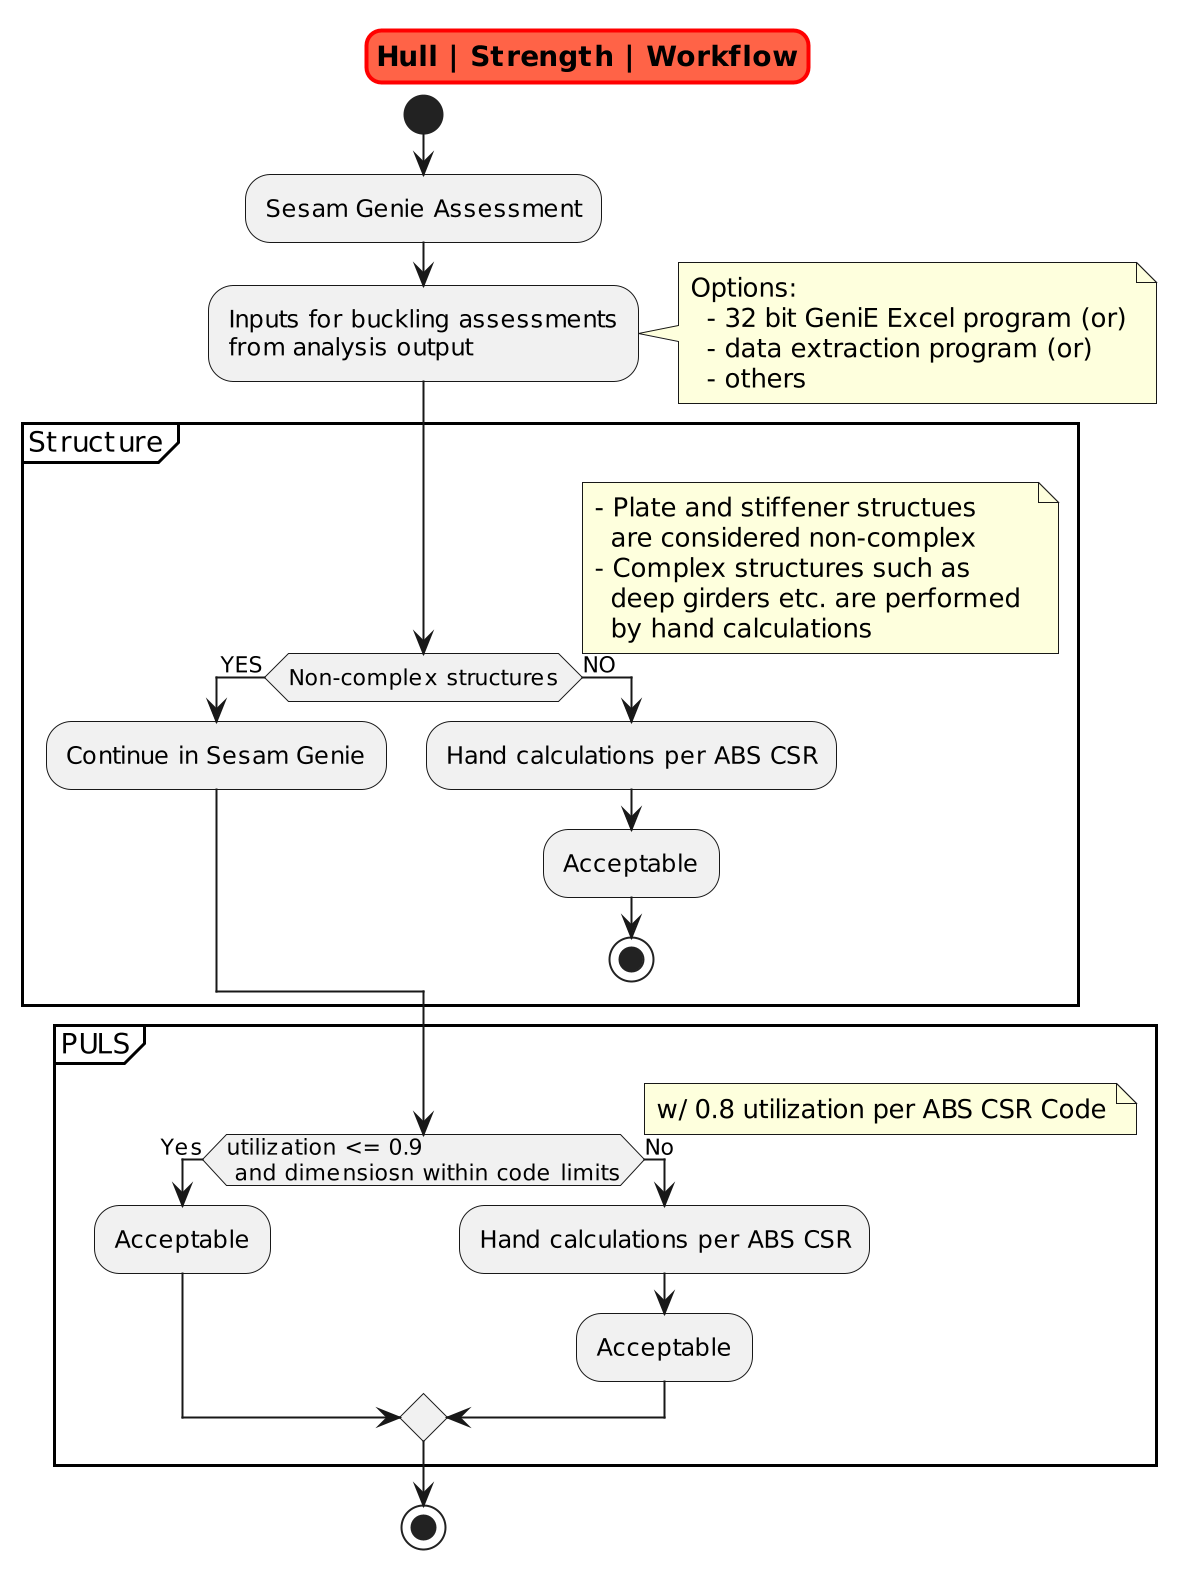 Hull | Strength | Workflow
Sesam Genie Assessment
Inputs for buckling assessments
from analysis output
Options:
- 32 bit GeniE Excel program (or)
- data extraction program (or)
- others
Structure
- Plate and stiffener structues
are considered non-complex
- Complex structures such as
deep girders etc. are performed
by hand calculations
YES
Non-complex structures
NO
Continue in Sesam Genie
Hand calculations per ABS CSR
Acceptable
PULS
w/ 0.8 utilization per ABS CSR Code
Yes
utilization <= 0.9
and dimensiosn within code limits
No
Acceptable
Hand calculations per ABS CSR
Acceptable